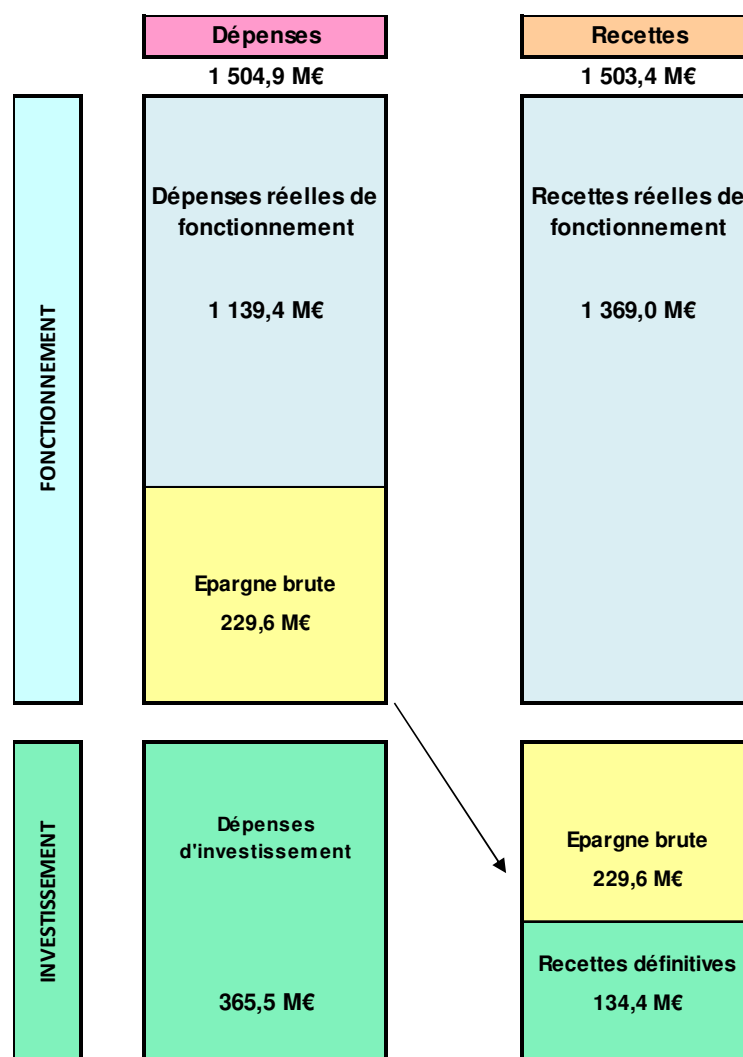 Dépenses
Recettes
1 504,9 M€
1 503,4 M€
FONCTIONNEMENT
Dépenses réelles de
fonctionnement
1 139,4 M€
Recettes réelles de
fonctionnement
1 369,0 M€
Epargne brute
229,6 M€
INVESTISSEMENT
Dépenses
d'investissement
365,5 M€
Epargne brute
229,6 M€
Recettes définitives
134,4 M€